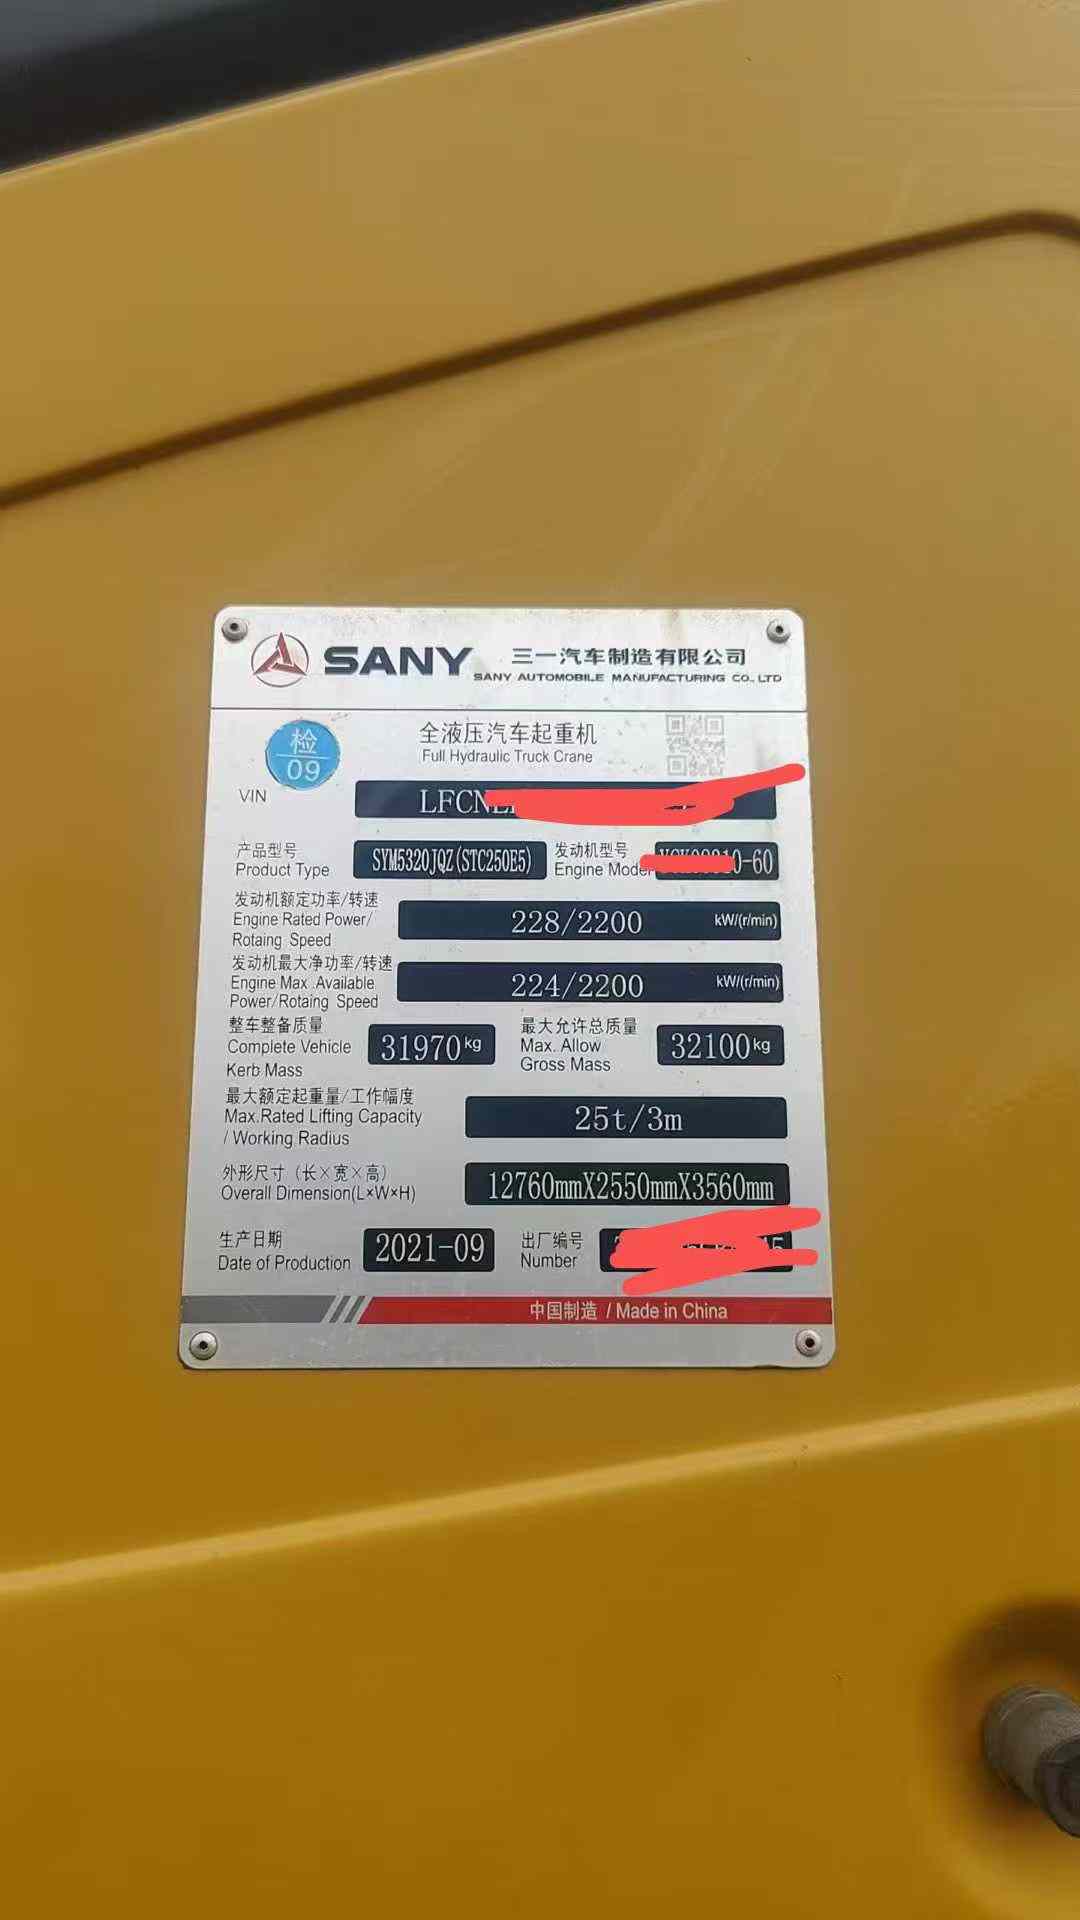 SANY 三一汽车制造有限公司
SANY AUTOMOBILE MANUFACTURING CO., LTD
检
09
全液压汽车起重机
Full Hydraulic Truck Crane
VIN LFCN
产品型号
Product Type SYM5320JQZ(STC250E5)
发动机型号
Engine Model 0-60
发动机额定功率/转速
Engine Rated Power/
Rotaing Speed
228/2200 kW/(r/min)
发动机最大净功率/转速
Engine Max .Available
Power/Rotaing Speed
224/2200 kW/(r/min)
整车整备质量
Complete Vehicle
Kerb Mass
31970kg
最大允许总质量
Max. Allow
Gross Mass
32100kg
最大额定起重量/工作幅度
Max.Rated Lifting Capacity
/ Working Radius
25t/3m
外形尺寸（长×宽×高）
Overall Dimension(L×W×H)
12760mmX2550mmX3560mm
生产日期
Date of Production
2021-09
出厂编号
Number
中国制造 / Made in China